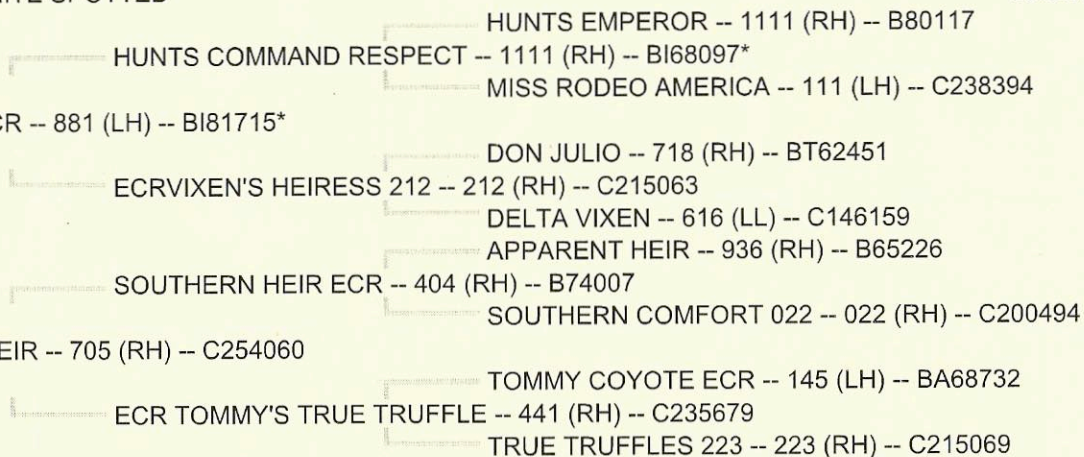 SPOTTED
HUNTS EMPEROR -- 1111 (RH) -- B80117
HUNTS COMMAND RESPECT -- 1111 (RH) -- BI68097*
MISS RODEO AMERICA -- 111 (LH) -- C238394
CR -- 881 (LH) -- BI81715*
DON JULIO -- 718 (RH) -- BT62451
ECRVIXEN'S HEIRESS 212 -- 212 (RH) -- C215063
DELTA VIXEN -- 616 (LL) -- C146159
APPARENT HEIR -- 936 (RH) -- B65226
SOUTHERN HEIR ECR -- 404 (RH) -- B74007
SOUTHERN COMFORT 022 -- 022 (RH) -- C200494
EIR -- 705 (RH) -- C254060
TOMMY COYOTE ECR -- 145 (LH) -- BA68732
ECR TOMMY'S TRUE TRUFFLE -- 441 (RH) -- C235679
TRUE TRUFFLES 223 -- 223 (RH) -- C215069